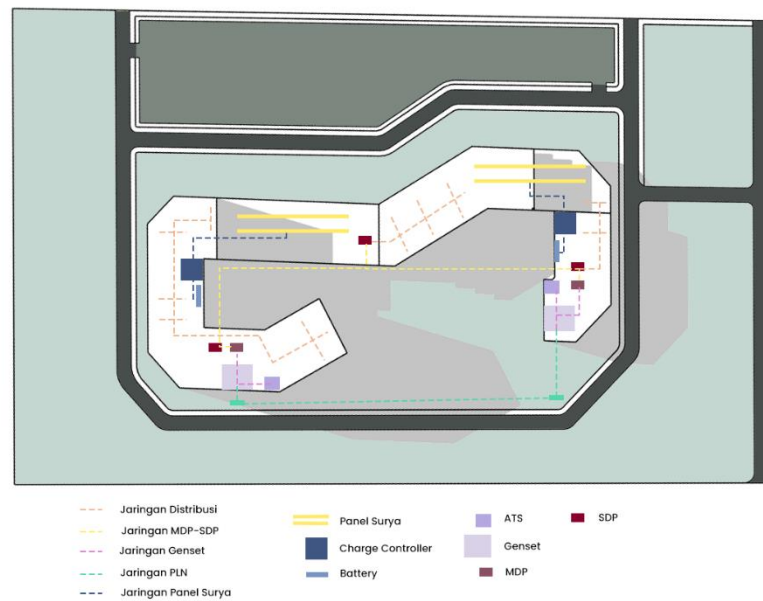 Jaringan Distribusi
Jaringan MDP-SDP
Jaringan Genset
Jaringan PLN
Jaringan Panel Surya
Panel Surya
Charge Controller
Battery
ATS
Genset
MDP
SDP